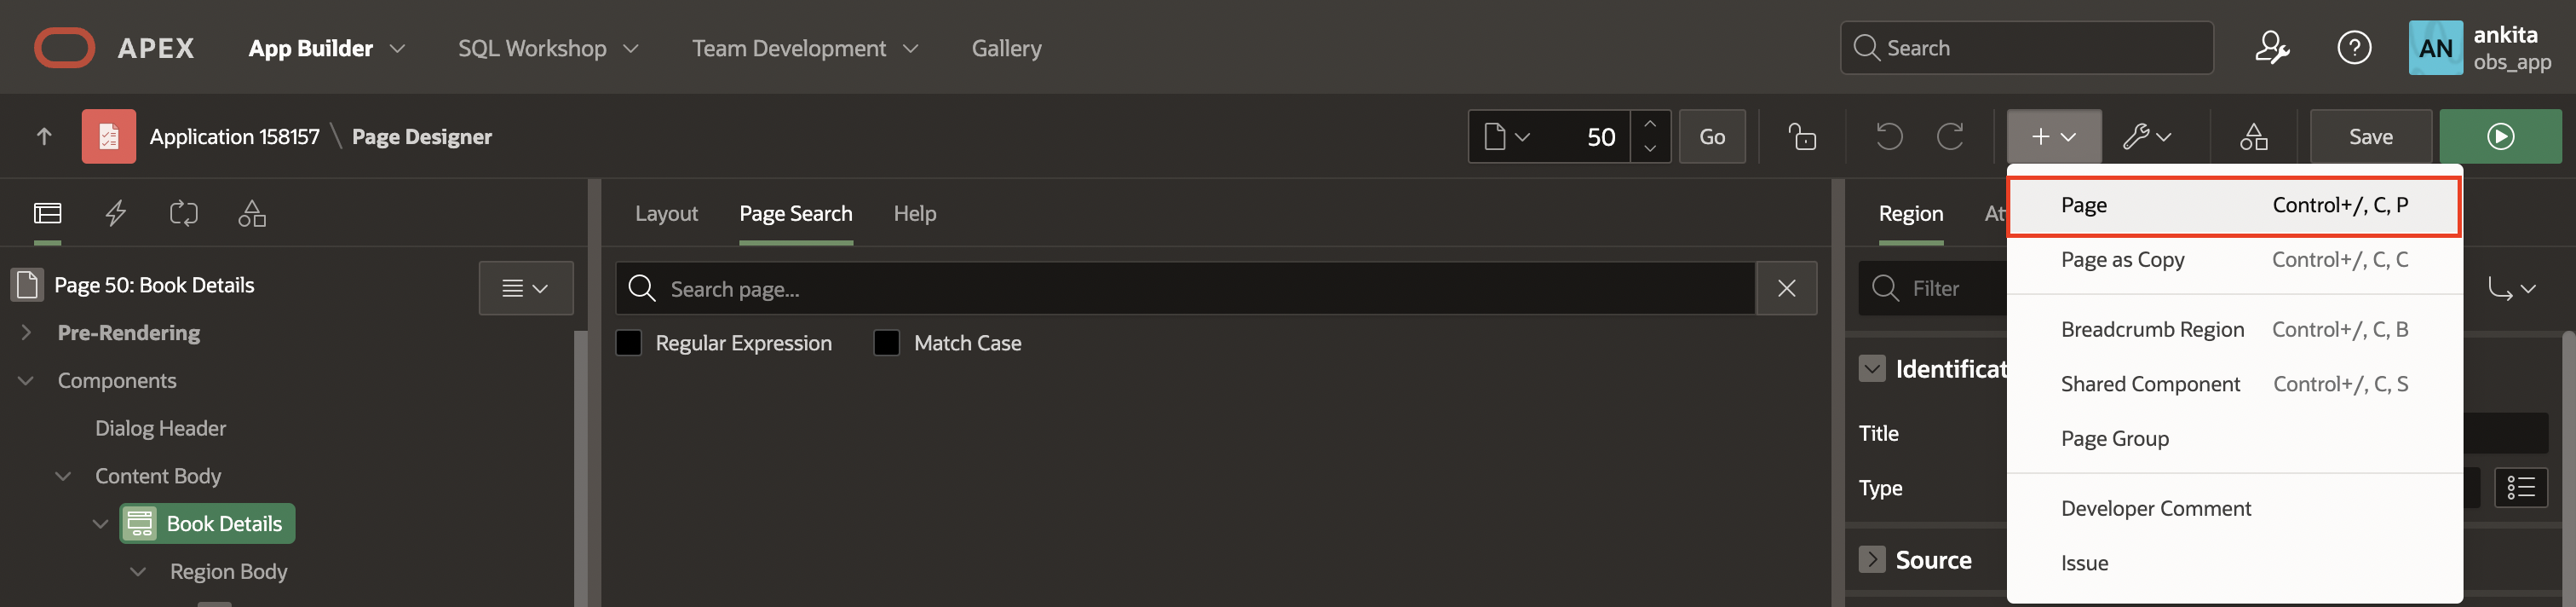 APEX App Builder SQL Workshop Team Development Gallery Search AN ankita
obs_app
Application 158157 \ Page Designer 50 Go Save
Layout Page Search Help Region At
Page Control+/, C, P
Page as Copy Control+/, C, C
Breadcrumb Region Control+/, C, B
Shared Component Control+/, C, S
Page Group
Developer Comment
Issue
Page 50: Book Details
Pre-Rendering
Components
Dialog Header
Content Body
Book Details
Region Body
Search page...
Regular Expression Match Case
Filter
Identificat
Title
Type
Source